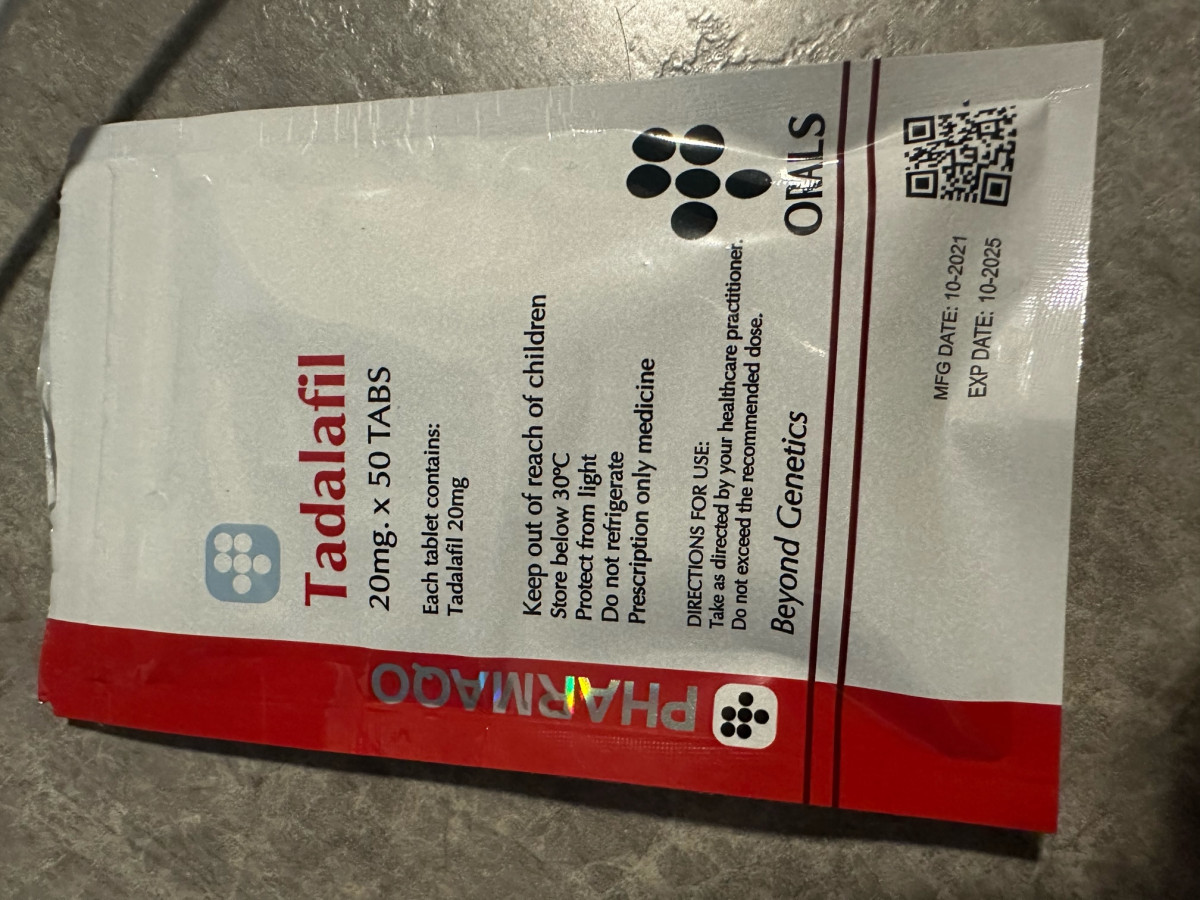 Tadalafil
20mg. x 50 TABS
Each tablet contains:
Tadalafil 20mg
Keep out of reach of children
Store below 30ºC
Protect from light
Do not refrigerate
Prescription only medicine
DIRECTIONS FOR USE:
Take as directed by your healthcare practitioner.
Do not exceed the recommended dose.
Beyond Genetics
ORALS
MFG DATE: 10-2021
EXP DATE: 10-2025
PHARMAQO